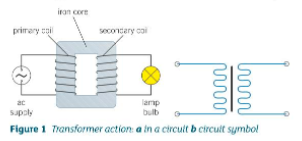 iron core
primary coil
secondary coil
ac
supply
lamp
bulb
Figure 1 Transformer action: a in a circuit b circuit symbol